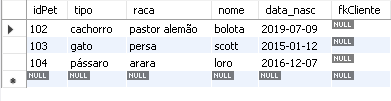 idPet tipo raca nome data_nasc fkCliente
102 cachorro pastor alemão bolota 2019-07-09 NULL
103 gato persa scott 2015-01-12 NULL
104 pássaro arara loro 2016-12-07 NULL
NULL NULL NULL NULL NULL NULL